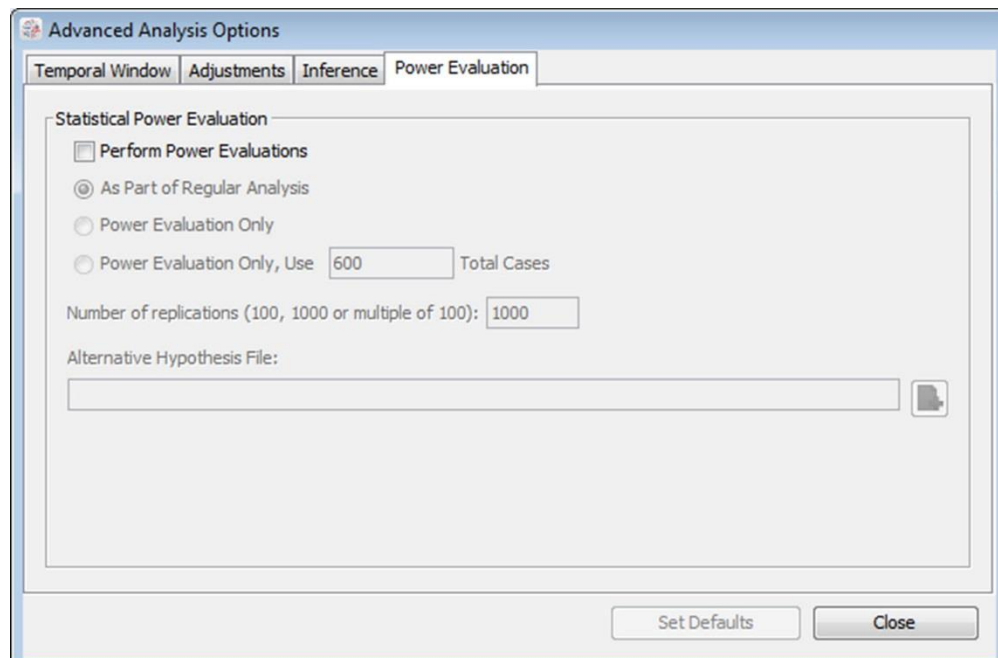 Advanced Analysis Options
Temporal Window Adjustments Inference Power Evaluation
Statistical Power Evaluation
Perform Power Evaluations
As Part of Regular Analysis
Power Evaluation Only
Power Evaluation Only, Use 600 Total Cases
Number of replications (100, 1000 or multiple of 100): 1000
Alternative Hypothesis File:
Set Defaults Close